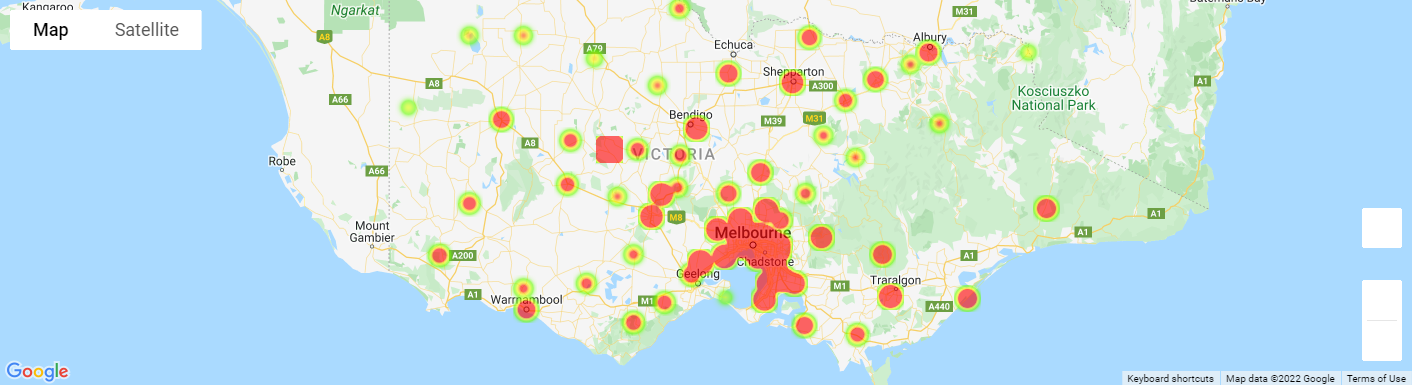 Kangaroo
Ngarkat
Batemans Bay
M31
Map
Satellite
A8
A79
Echuca
Albury
Shepparton
A8
A300
A1
A66
Kosciuszko
National Park
Bendigo
M39
M31
A8
VICTORIA
Robe
A66
M8
A1
Mount
Gambier
Melbourne
A1
A200
Chadstone
A1
Geelong
Traralgon
M1
A1
Warrnambool
M1
A440
Google
Keyboard shortcuts
Map data ©2022 Google
Terms of Use